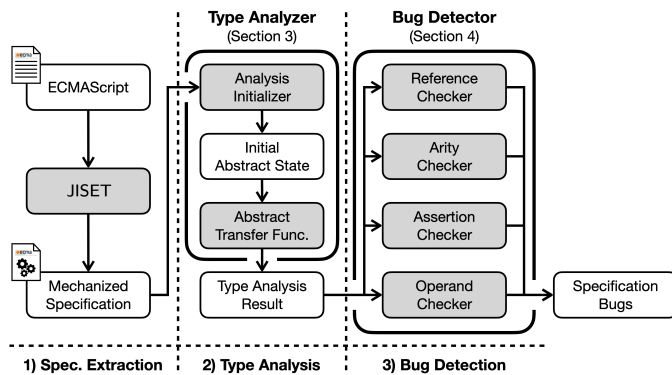 Type Analyzer
(Section 3)
Bug Detector
(Section 4)
ECMAScript
JISET
Mechanized
Specification
Analysis
Initializer
Initial
Abstract State
Abstract
Transfer Func.
Type Analysis
Result
Reference
Checker
Arity
Checker
Assertion
Checker
Operand
Checker
Specification
Bugs
1) Spec. Extraction
2) Type Analysis
3) Bug Detection